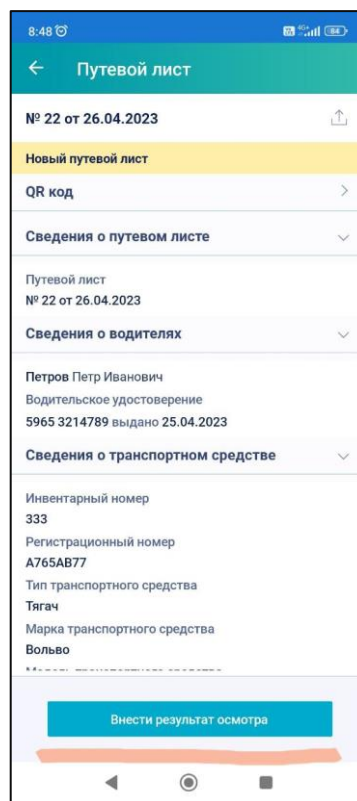 8:48
4G+
84
Путевой лист
№ 22 от 26.04.2023
Новый путевой лист
QR код
Сведения о путевом листе
Путевой лист
№ 22 от 26.04.2023
Сведения о водителях
Петров Петр Иванович
Водительское удостоверение
5965 3214789 выдано 25.04.2023
Сведения о транспортном средстве
Инвентарный номер
333
Регистрационный номер
А765АВ77
Тип транспортного средства
Тягач
Марка транспортного средства
Вольво
Внести результат осмотра